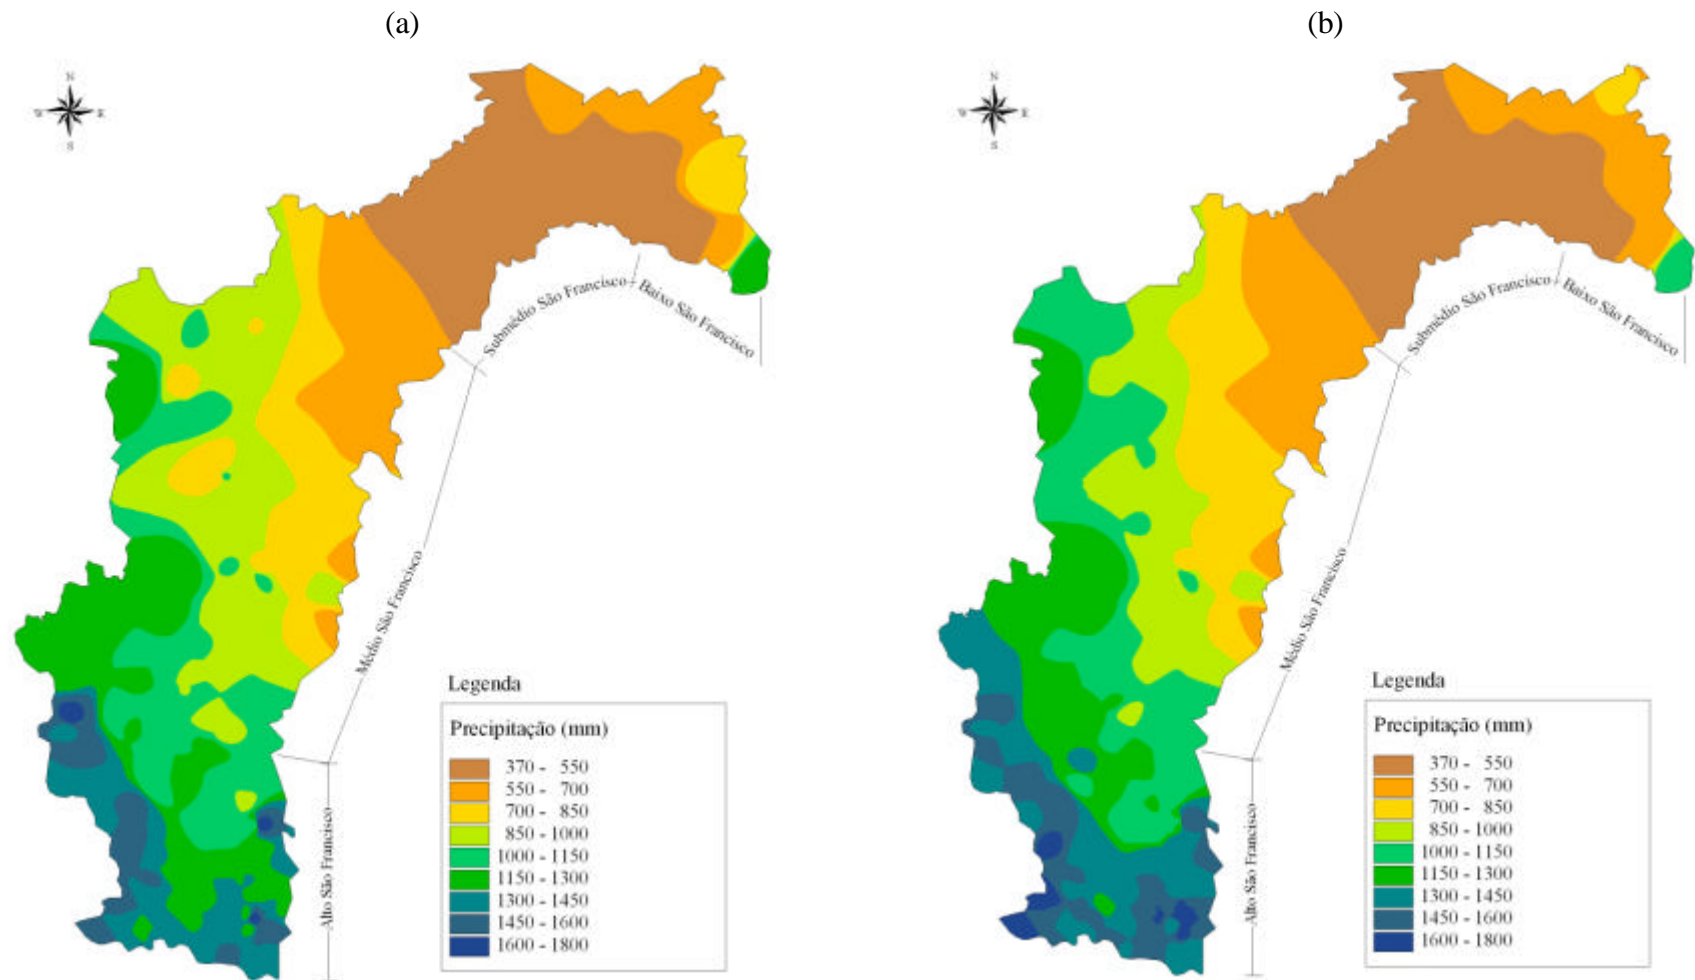 (a)
N
W E
S
Submédio São Francisco
Baixo São Francisco
Médio São Francisco
Alto São Francisco
Legenda
Precipitação (mm)
370 - 550
550 - 700
700 - 850
850 - 1000
1000 - 1150
1150 - 1300
1300 - 1450
1450 - 1600
1600 - 1800
(b)
N
W E
S
Submédio São Francisco
Baixo São Francisco
Médio São Francisco
Alto São Francisco
Legenda
Precipitação (mm)
370 - 550
550 - 700
700 - 850
850 - 1000
1000 - 1150
1150 - 1300
1300 - 1450
1450 - 1600
1600 - 1800